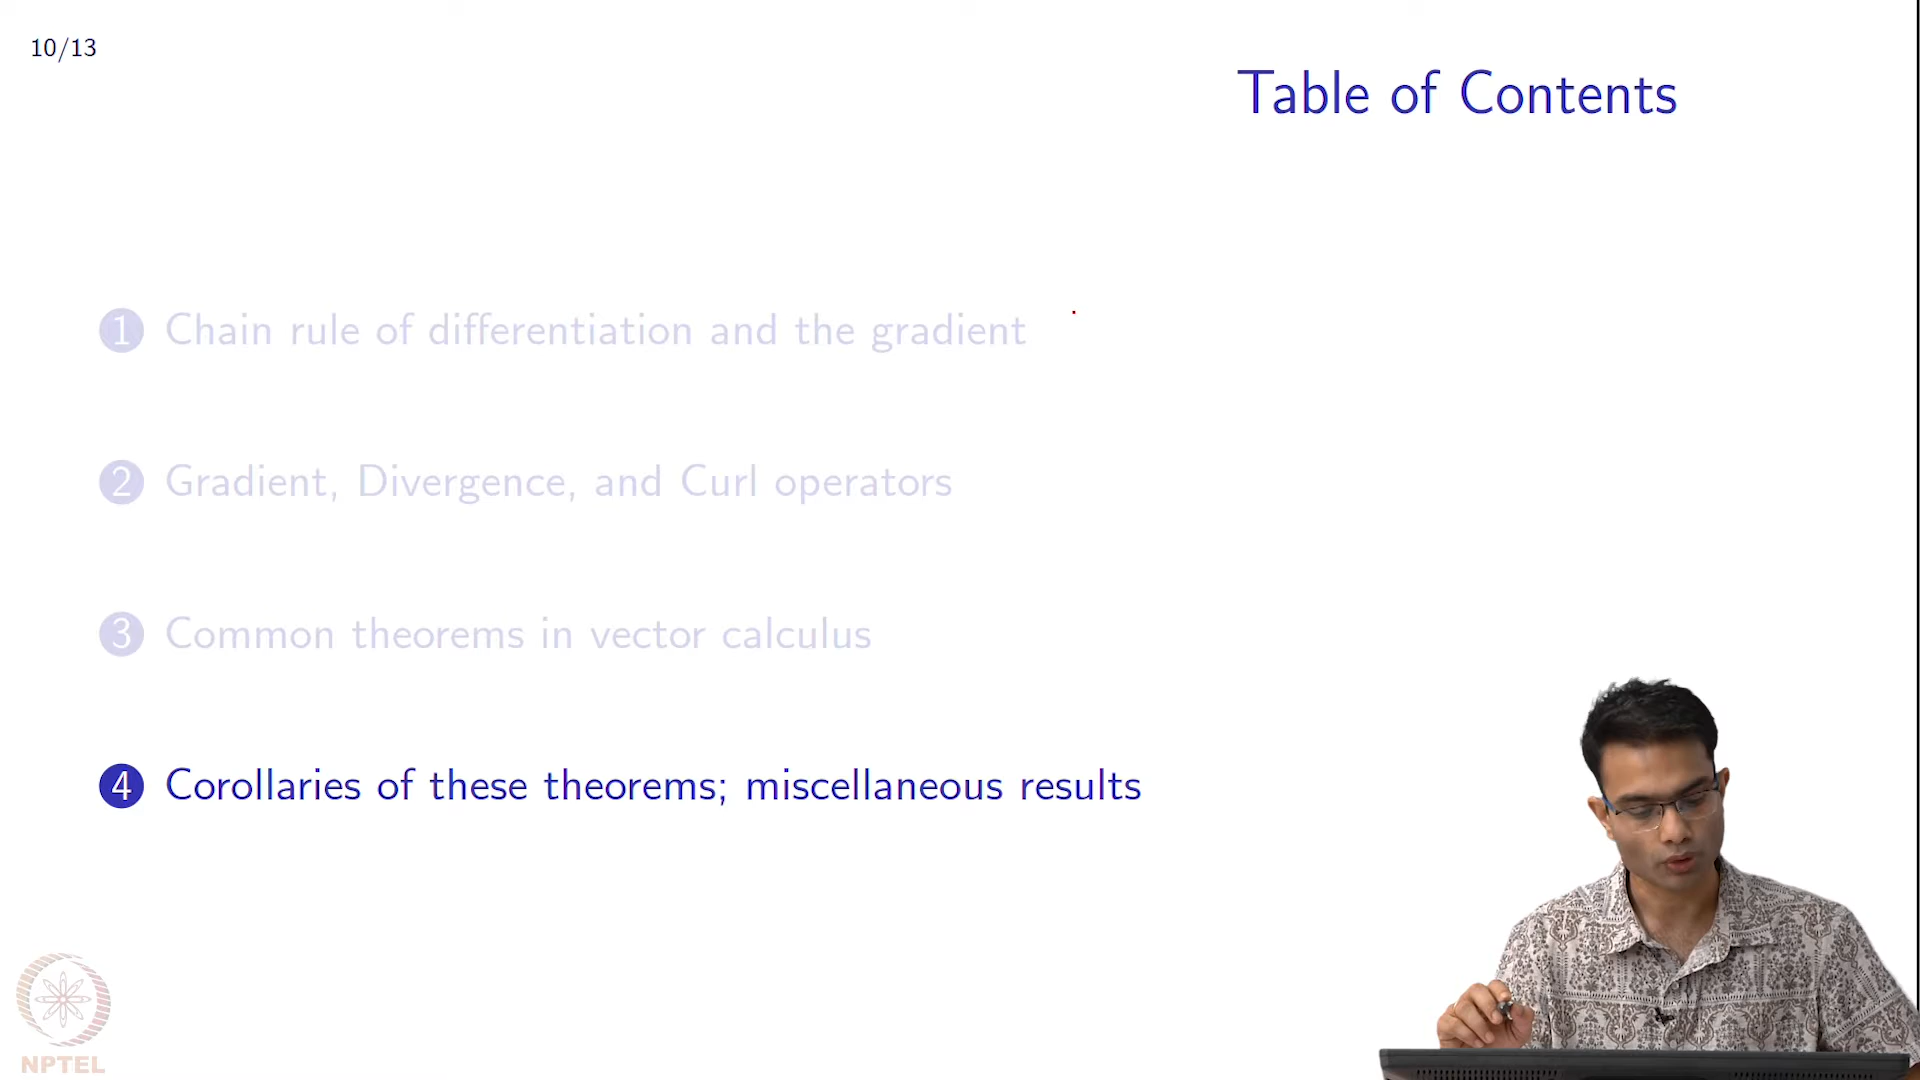 10/13
Table of Contents
1 Chain rule of differentiation and the gradient
2 Gradient, Divergence, and Curl operators
3 Common theorems in vector calculus
4 Corollaries of these theorems; miscellaneous results
NPTEL